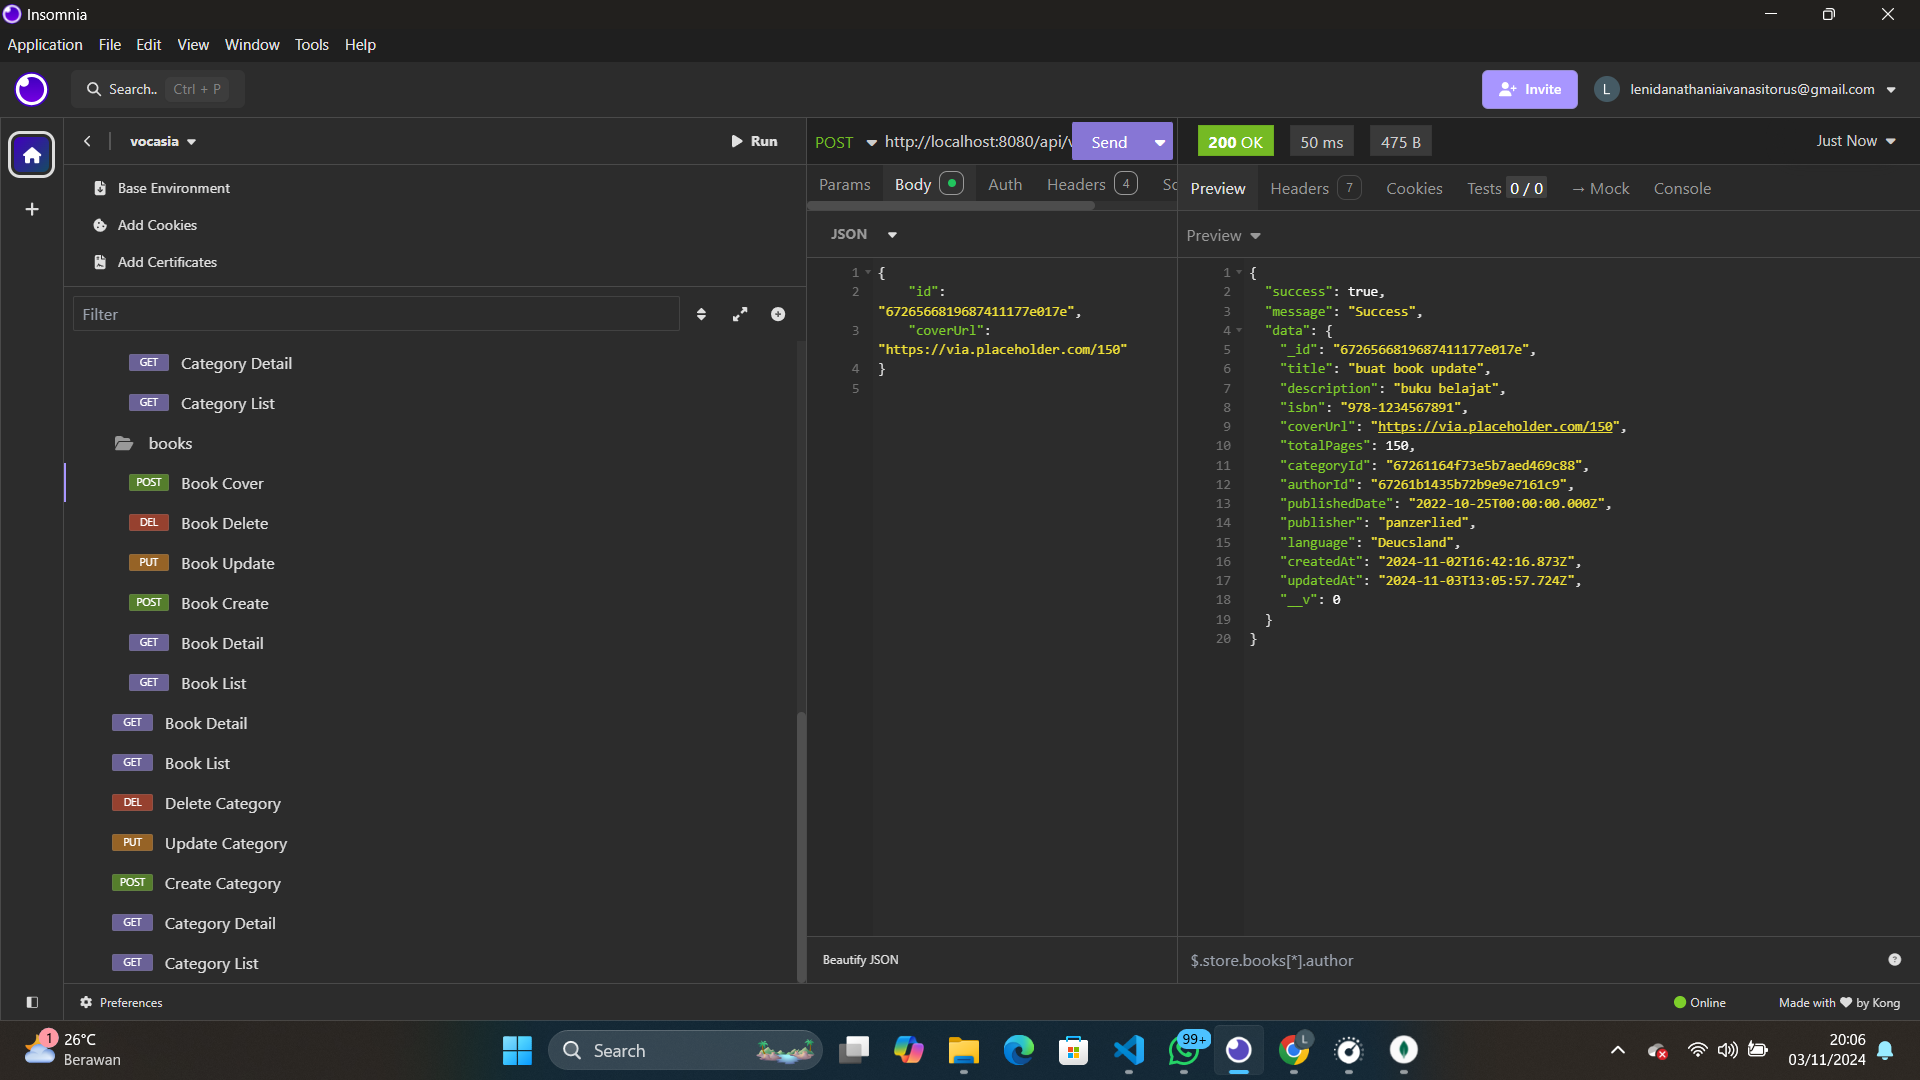 Insomnia
Application File Edit View Window Tools Help
Search.. Ctrl + P
Invite
L lenidanathaniaivanasitorus@gmail.com
vocasia
Run
Base Environment
Add Cookies
Add Certificates
Filter
GET Category Detail
GET Category List
books
POST Book Cover
DEL Book Delete
PUT Book Update
POST Book Create
GET Book Detail
GET Book List
GET Book Detail
GET Book List
DEL Delete Category
PUT Update Category
POST Create Category
GET Category Detail
GET Category List
Preferences
POST http://localhost:8080/api/v Send
Params Body Auth Headers 4 Sc
JSON
1 {
2 "id":
"6726566819687411177e017e",
3 "coverUrl":
"https://via.placeholder.com/150"
4 }
5
Beautify JSON
200 OK 50 ms 475 B Just Now
Preview Headers 7 Cookies Tests 0 / 0 → Mock Console
Preview
1 {
2 "success": true,
3 "message": "Success",
4 "data": {
5 "_id": "6726566819687411177e017e",
6 "title": "buat book update",
7 "description": "buku belajat",
8 "isbn": "978-1234567891",
9 "coverUrl": "https://via.placeholder.com/150",
10 "totalPages": 150,
11 "categoryId": "67261164f73e5b7aed469c88",
12 "authorId": "67261b1435b72b9e9e7161c9",
13 "publishedDate": "2022-10-25T00:00:00.000Z",
14 "publisher": "panzerlied",
15 "language": "Deucsland",
16 "createdAt": "2024-11-02T16:42:16.873Z",
17 "updatedAt": "2024-11-03T13:05:57.724Z",
18 "__v": 0
19 }
20 }
$.store.books[*].author
Online
Made with ♥ by Kong
1
26°C
Berawan
Search
99+
L
20:06
03/11/2024